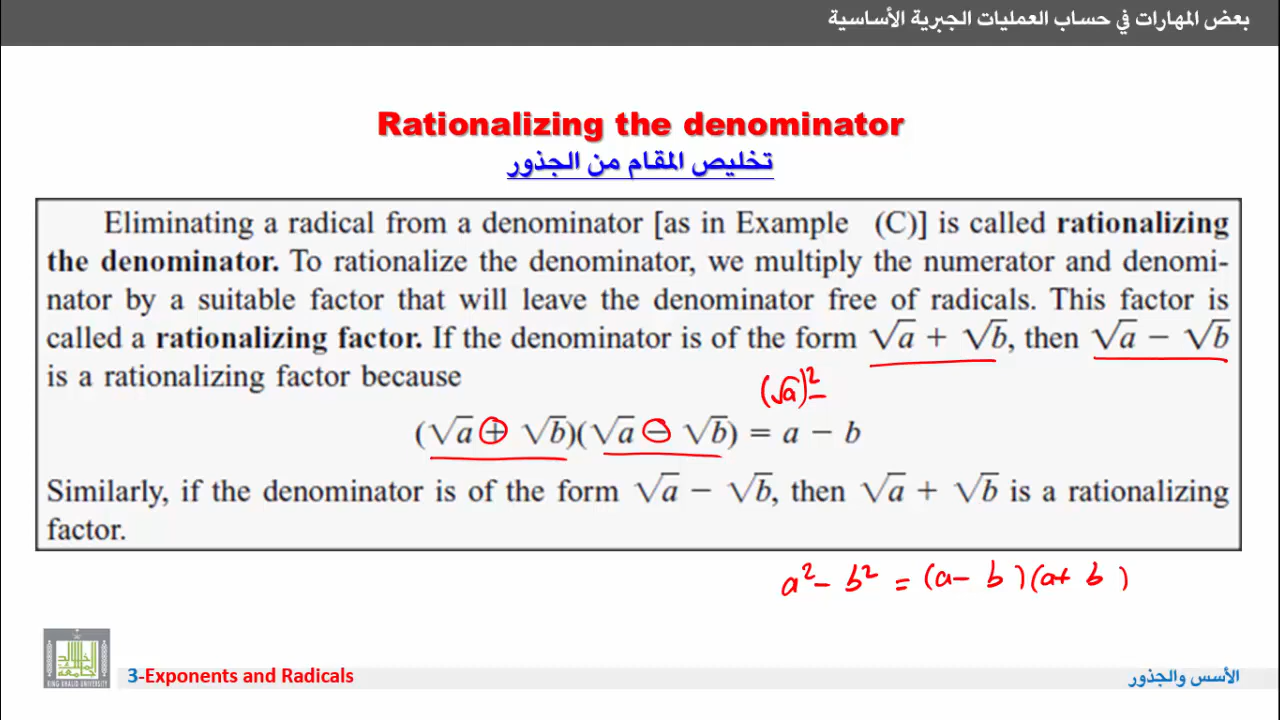 بعض المهارات في حساب العمليات الجبرية الأساسية
Rationalizing the denominator
تخليص المقام من الجذور
Eliminating a radical from a denominator [as in Example (C)] is called rationalizing
the denominator. To rationalize the denominator, we multiply the numerator and denomi-
nator by a suitable factor that will leave the denominator free of radicals. This factor is
called a rationalizing factor. If the denominator is of the form √a + √b, then √a − √b
is a rationalizing factor because
(√a)² −
(√a + √b)(√a − √b) = a − b
Similarly, if the denominator is of the form √a − √b, then √a + √b is a rationalizing
factor.
a² − b² = (a − b)(a + b)
KING KHALID UNIVERSITY
3-Exponents and Radicals
الأسس والجذور